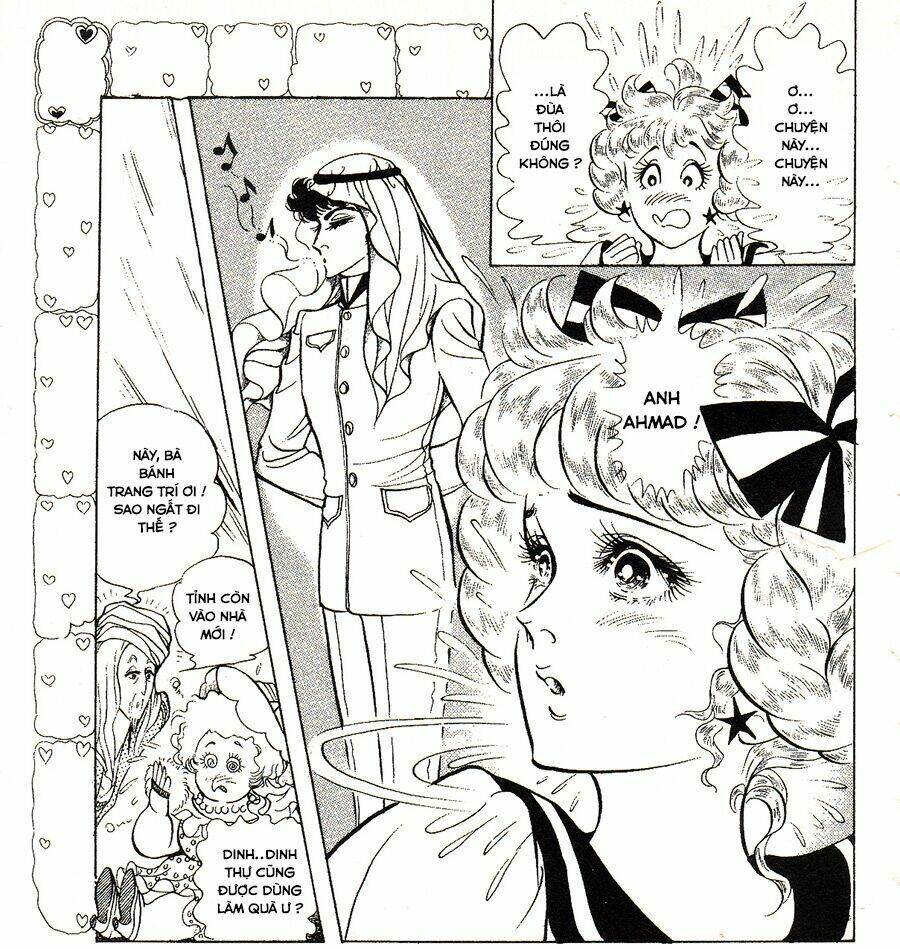 Ơ...
Ơ...
CHUYỆN
NÀY...
CHUYỆN
NÀY...
...LÀ
ĐÙA
THÔI
ĐÚNG
KHÔNG ?
ANH
AHMAD !
NÀY, BÀ
BÁNH
TRANG TRÍ ƠI !
SAO NGẤT ĐI
THẾ ?
TỈNH CÒN
VÀO NHÀ
MỚI !
DINH..DINH
THỰ CŨNG
ĐƯỢC DÙNG
LÀM QUÀ Ư ?